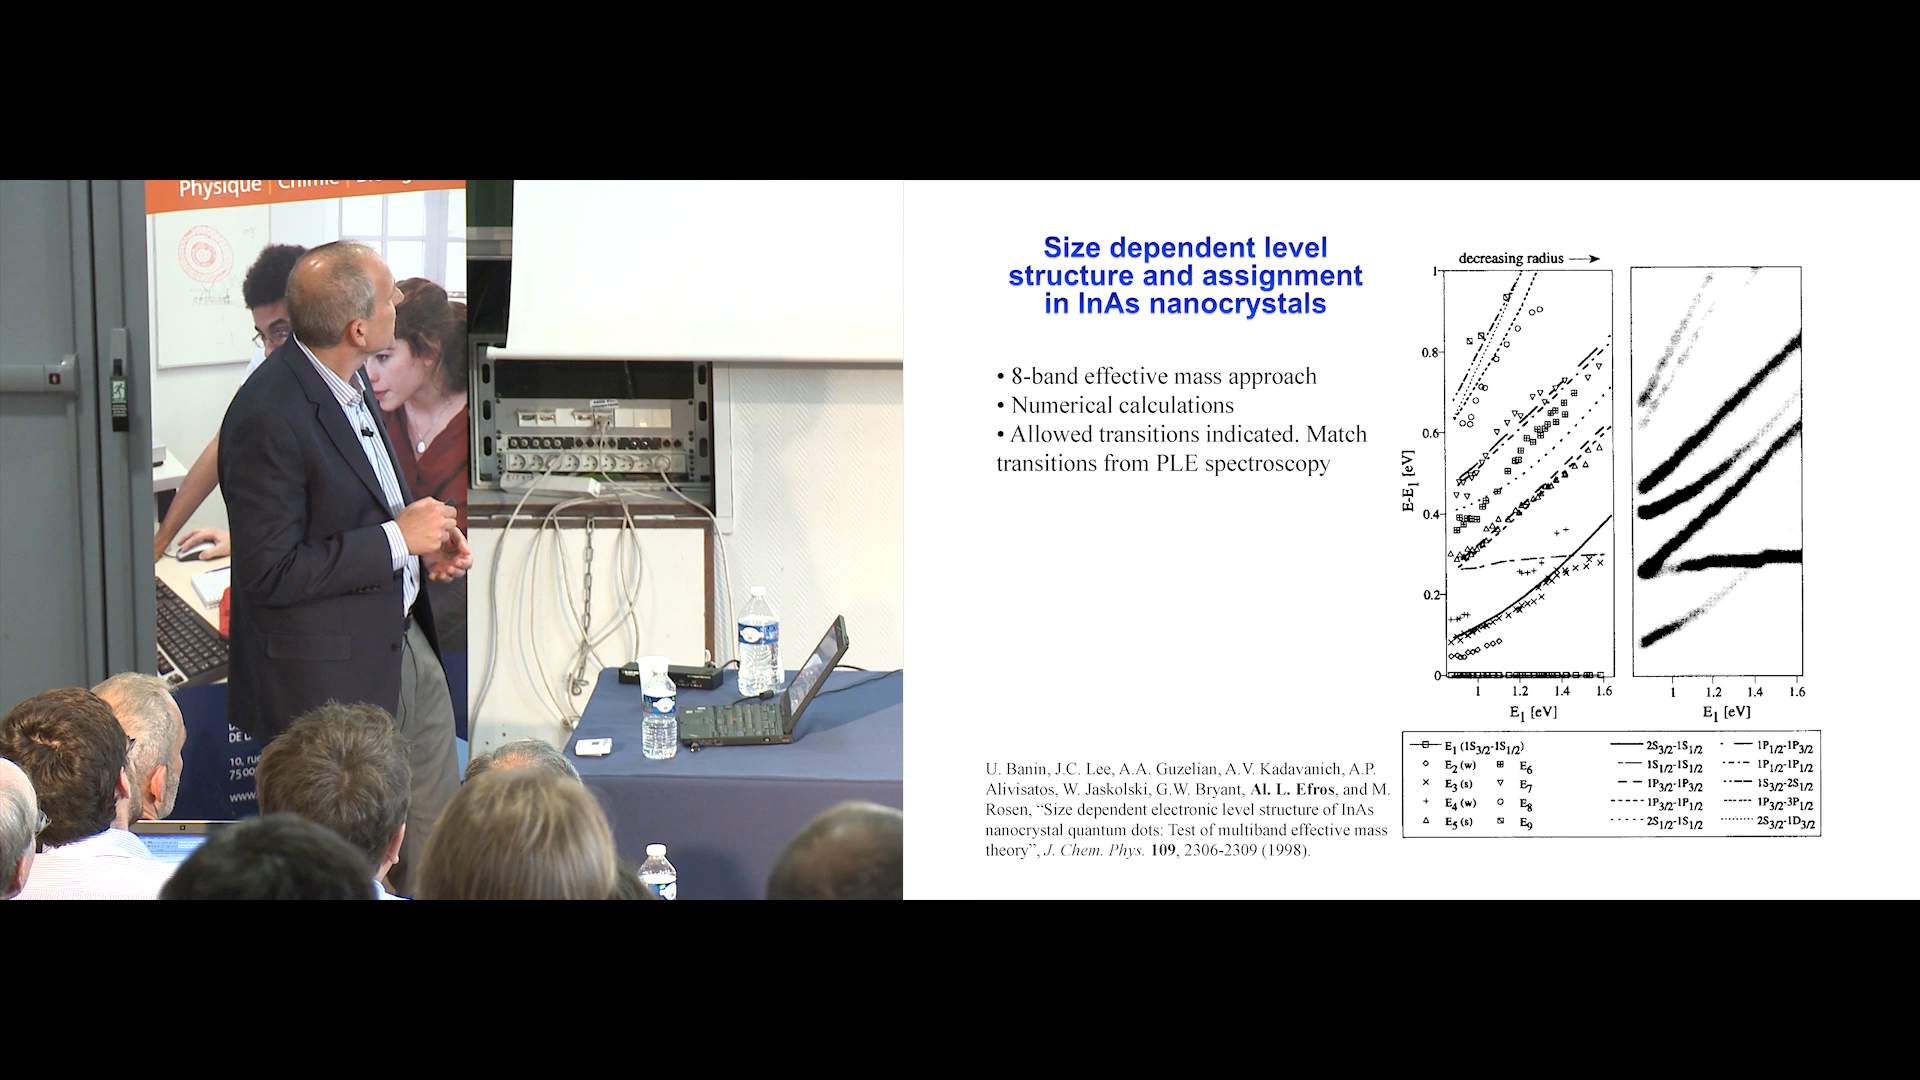 Physique
DE L
10, rue
7500
www.
Size dependent level
structure and assignment
in InAs nanocrystals
• 8-band effective mass approach
• Numerical calculations
• Allowed transitions indicated. Match
transitions from PLE spectroscopy
U. Banin, J.C. Lee, A.A. Guzelian, A.V. Kadavanich, A.P.
Alivisatos, W. Jaskolski, G.W. Bryant, Al. L. Efros, and M.
Rosen, “Size dependent electronic level structure of InAs
nanocrystal quantum dots: Test of multiband effective mass
theory”, J. Chem. Phys. 109, 2306-2309 (1998).
decreasing radius
1
0.8
0.6
0.4
0.2
0
E-E1 [eV]
1 1.2 1.4 1.6
E1 [eV]
1 1.2 1.4 1.6
E1 [eV]
E1 (1S3/2-1S1/2)
E2 (w) E6
E3 (s) E7
E4 (w) E8
E5 (s) E9
2S3/2-1S1/2 1P1/2-1P3/2
1S1/2-1S1/2 1P1/2-1P1/2
1P3/2-1P3/2 1S3/2-2S1/2
1P3/2-1P1/2 1P3/2-3P1/2
2S1/2-1S1/2 2S3/2-1D3/2